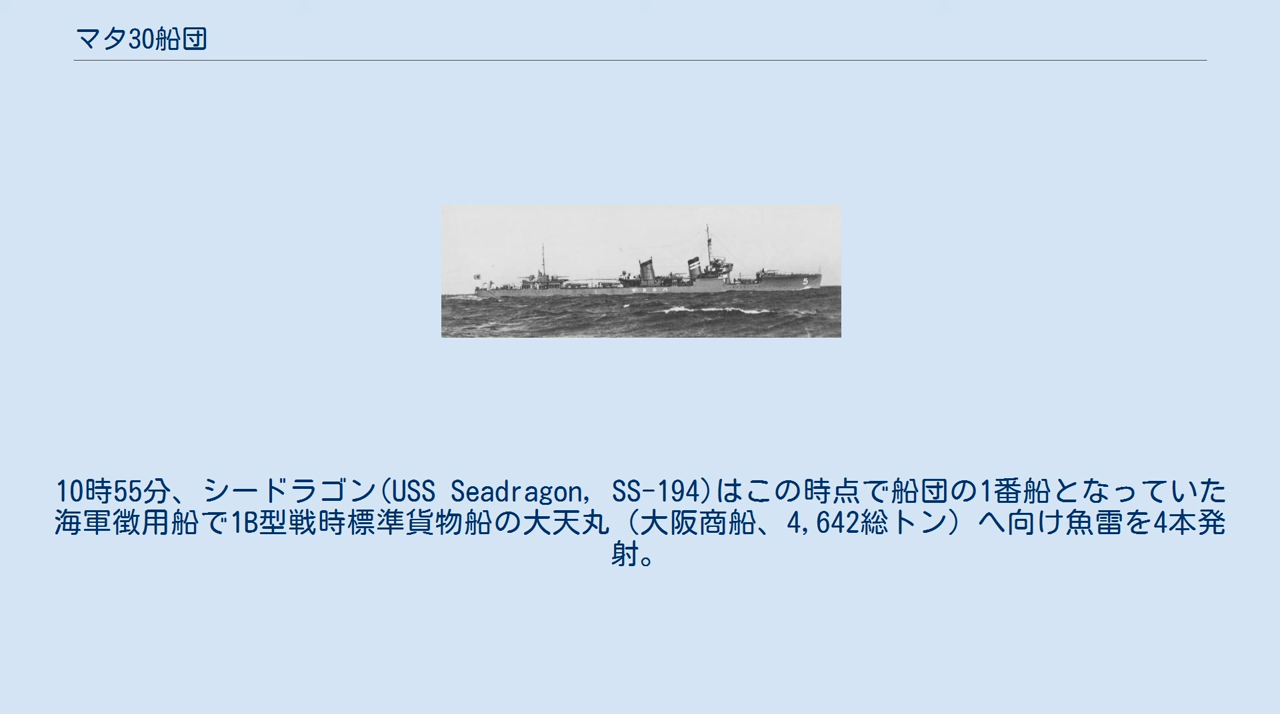 マタ30船団
10時55分、シードラゴン(USS Seadragon, SS-194)はこの時点で船団の1番船となっていた
海軍徴用船で1B型戦時標準貨物船の大天丸（大阪商船、4,642総トン）へ向け魚雷を4本発
射。
5